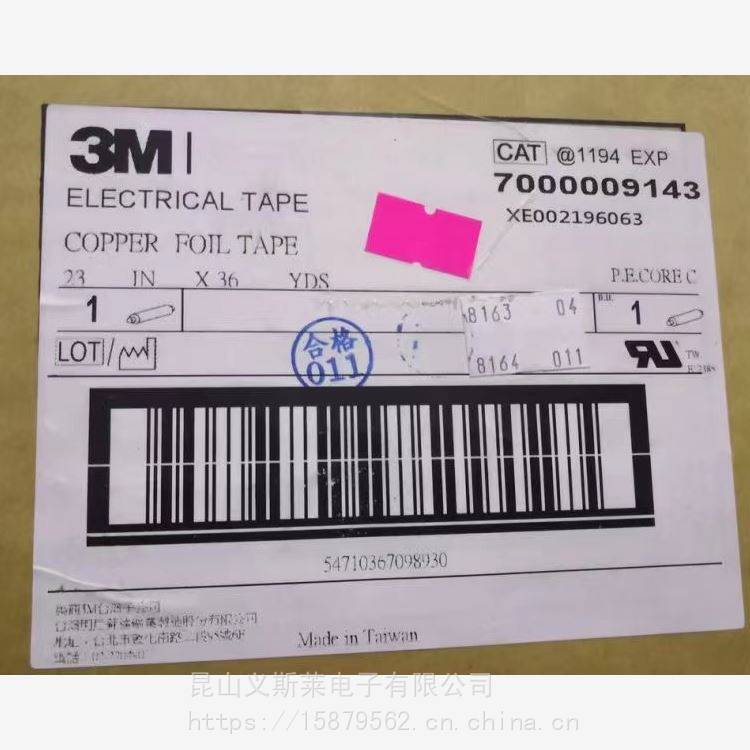 3M
CAT @1194 EXP
7000009143
XE002196063
ELECTRICAL TAPE
COPPER FOIL TAPE
23 IN X 36 YDS P.E.CORE C
1
8163 04
8164 011
1
LOT/
合格
011
TW
54710367098930
Made in Taiwan
昆山义斯莱电子有限公司
https://15879562.cn.china.cn